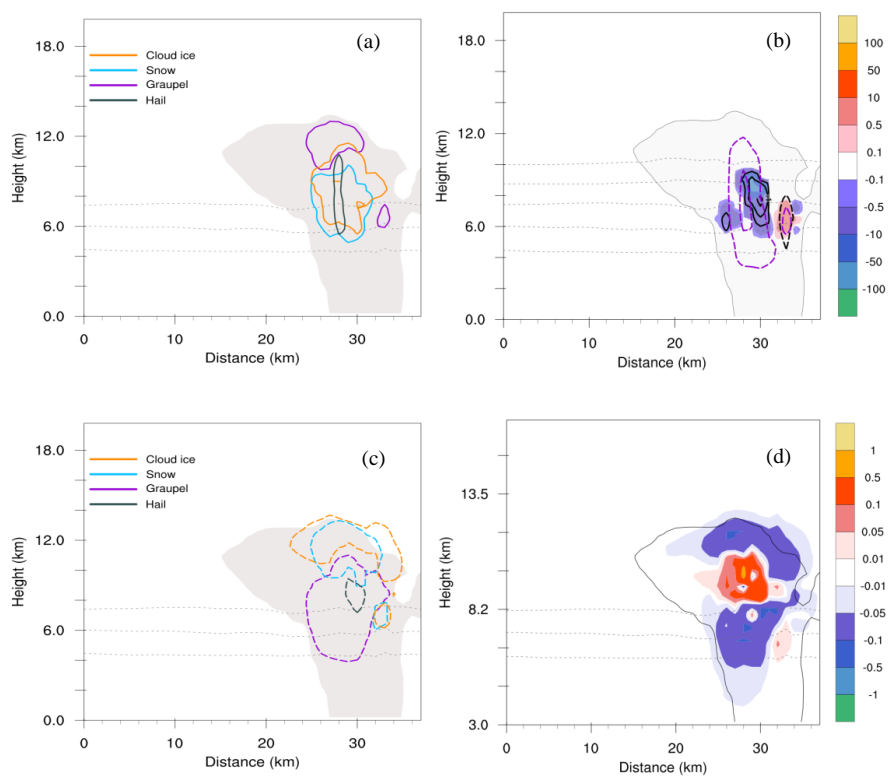 (a)
18.0
12.0
6.0
0.0
Height (km)
Cloud ice
Snow
Graupel
Hail
0 10 20 30
Distance (km)
(b)
18.0
12.0
6.0
0.0
Height (km)
0 10 20 30
Distance (km)
100
50
10
0.5
0.1
-0.1
-0.5
-10
-50
-100
(c)
18.0
12.0
6.0
0.0
Height (km)
Cloud ice
Snow
Graupel
Hail
0 10 20 30
Distance (km)
(d)
13.5
8.2
3.0
Height (km)
0 10 20 30
Distance (km)
1
0.5
0.1
0.05
0.01
-0.01
-0.05
-0.1
-0.5
-1